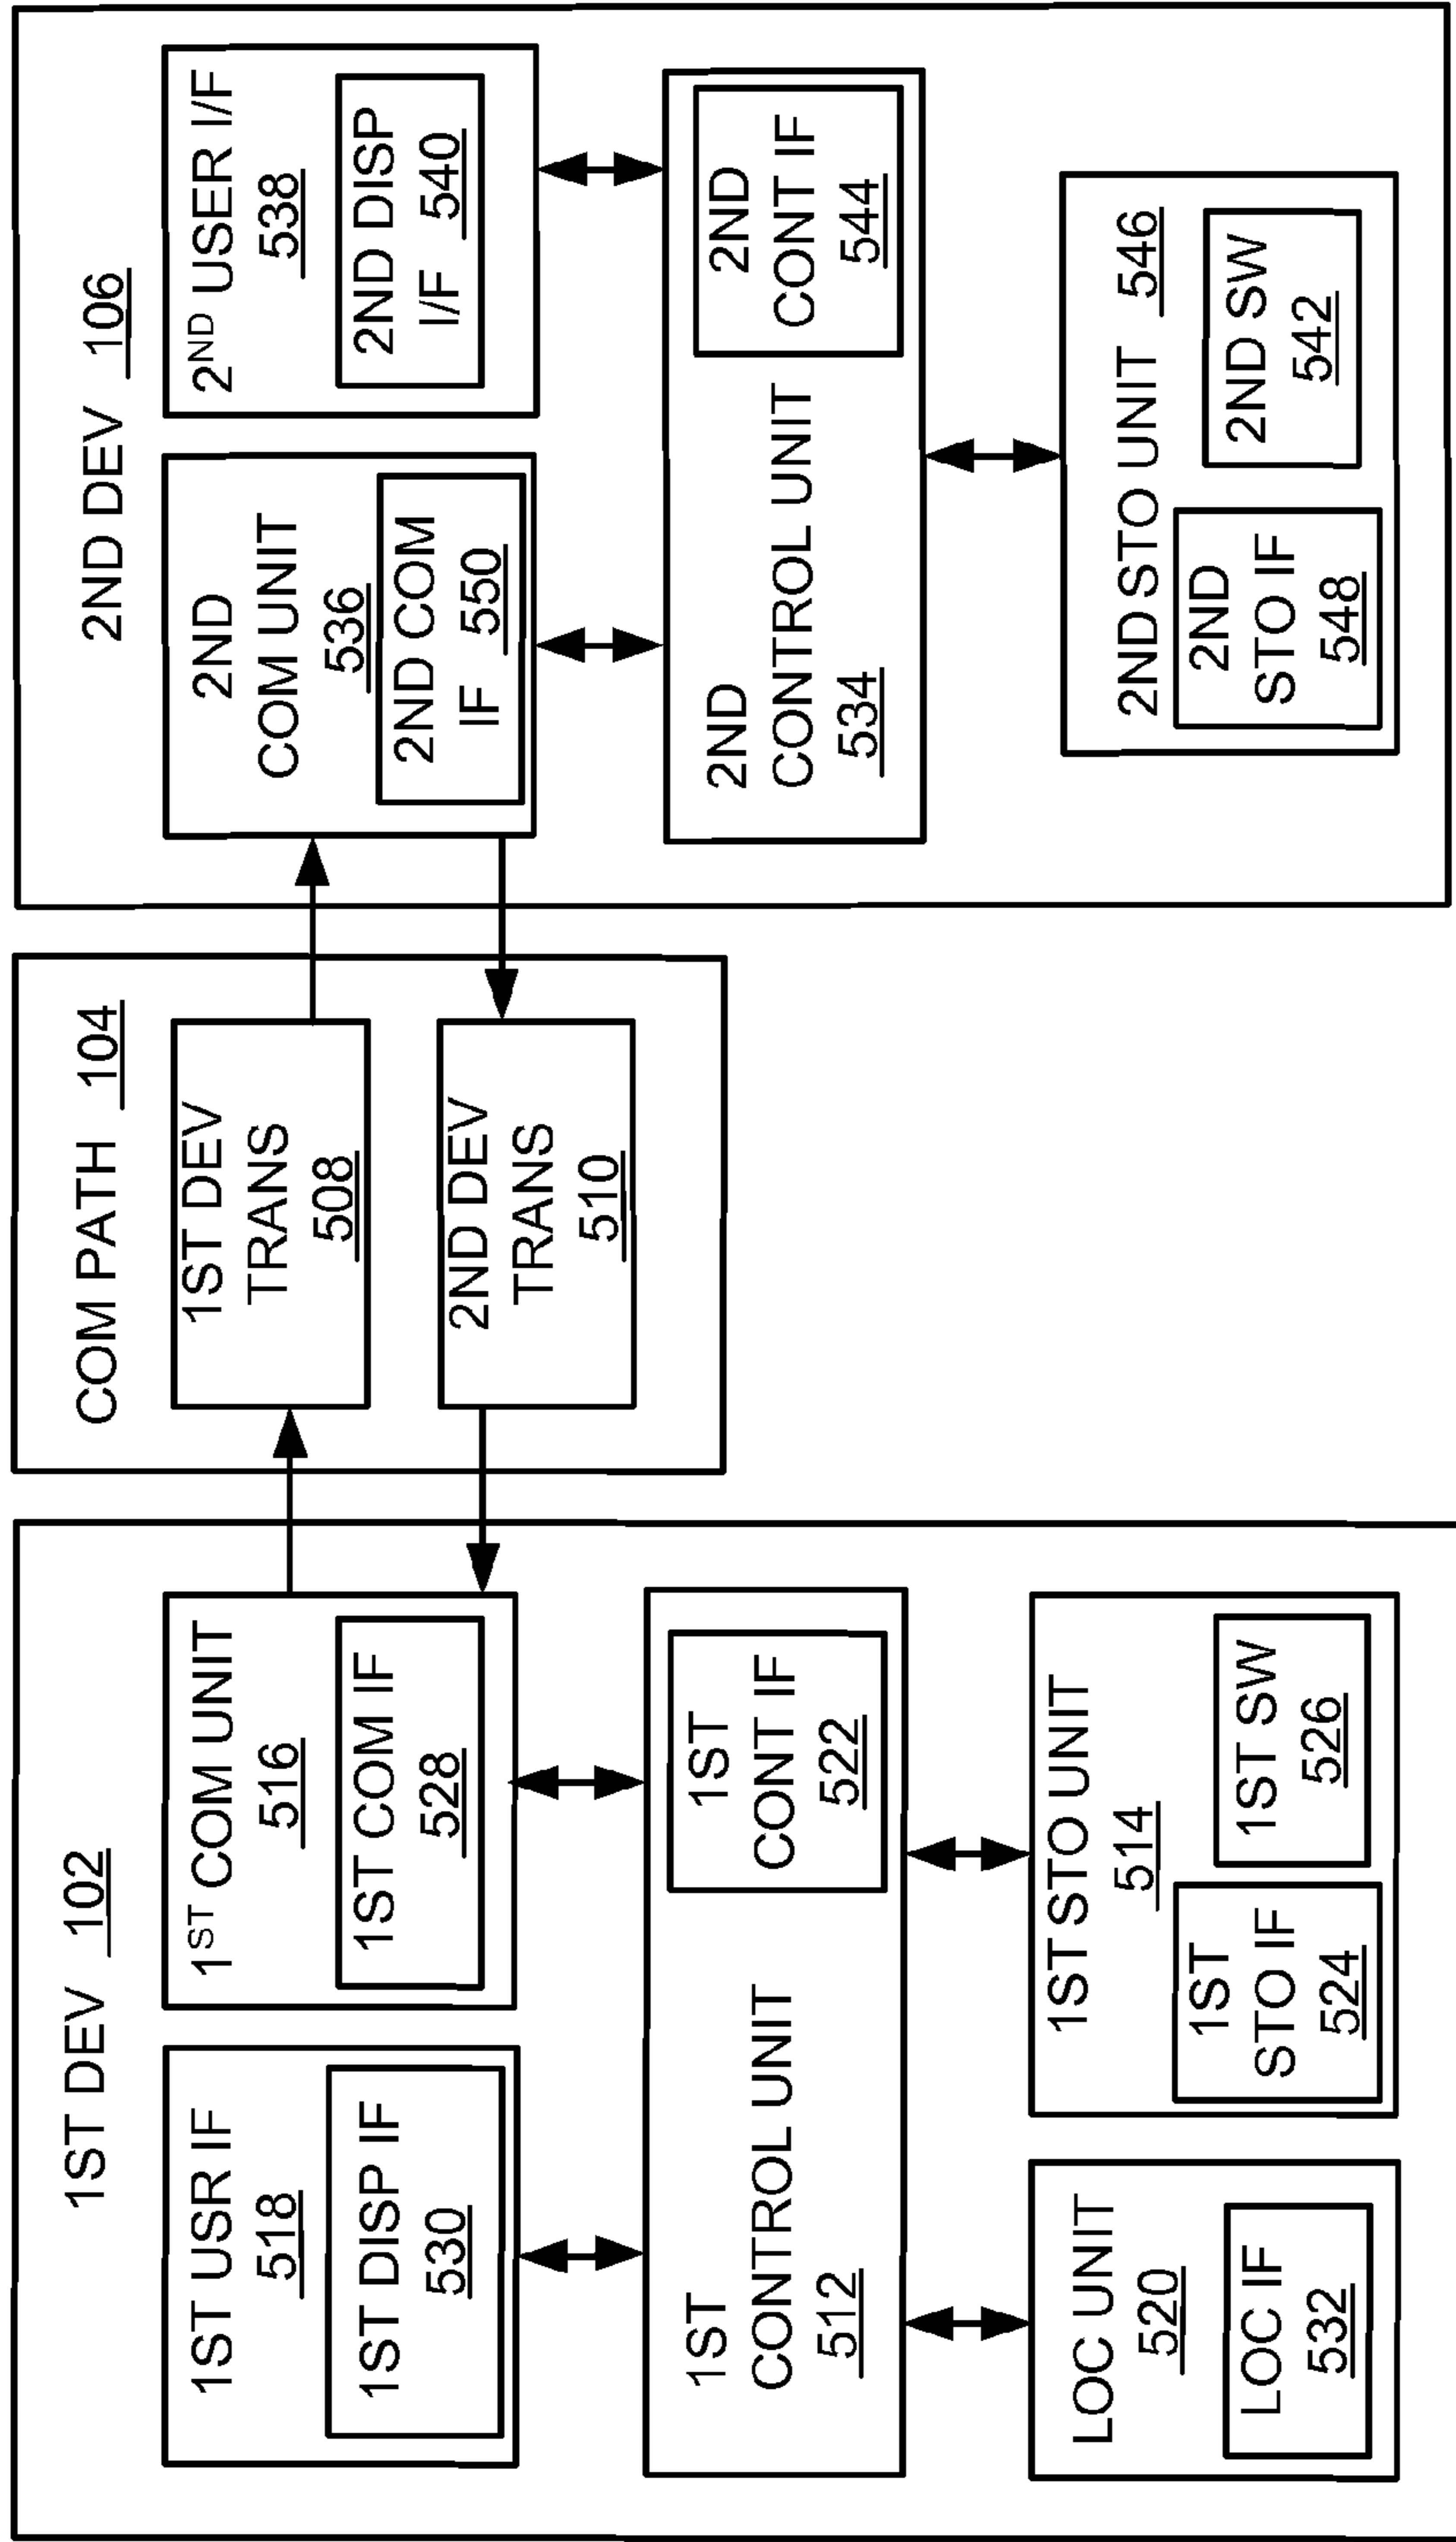 1ST DEV 102
1ST USR IF
518
1ST DISP IF
530
1ST COM UNIT
516
1ST COM IF
528
1ST
CONTROL UNIT
512
1ST
CONT IF
522
LOC UNIT
520
LOC IF
532
1ST STO UNIT
514
1ST
STO IF
524
1ST SW
526
COM PATH 104
1ST DEV
TRANS
508
2ND DEV
TRANS
510
2ND DEV 106
2ND
COM UNIT
536
2ND COM
IF 550
2ND USER I/F
538
2ND DISP
I/F 540
2ND
CONTROL UNIT
534
2ND
CONT IF
544
2ND STO UNIT 546
2ND
STO IF
548
2ND SW
542